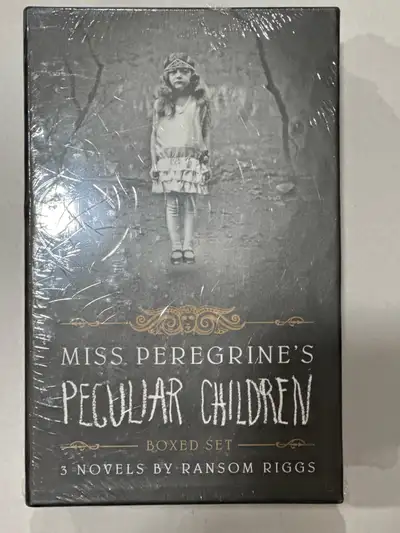 MISS PEREGRINE'S
PECULIAR CHILDREN
BOXED SET
3 NOVELS BY RANSOM RIGGS